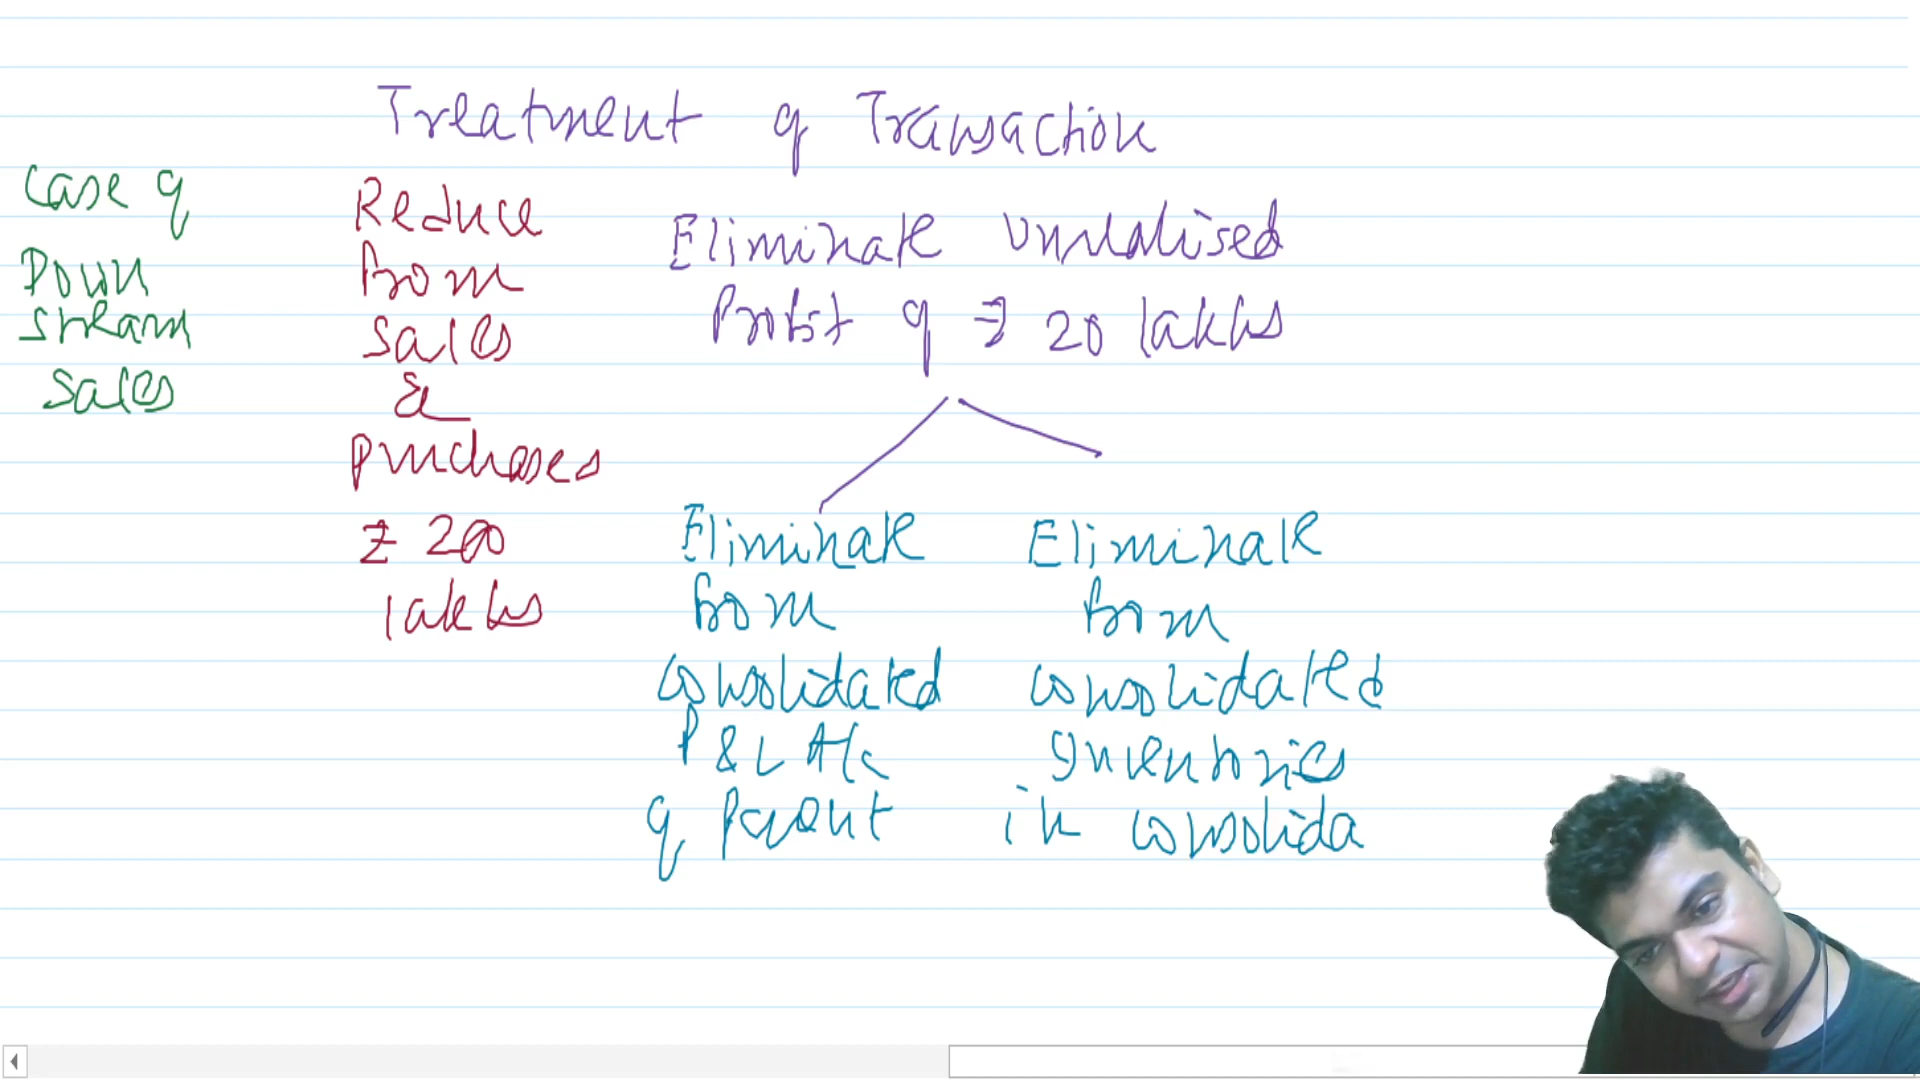 Treatment of Transaction
Case of
Down
stream
Sales
Reduce
from
sales
&
purchases
₹ 200
lakhs
Eliminate unrealised
Profit of ₹ 20 lakhs
Eliminate
from
consolidated
P & L A/c
of Parent
Eliminate
from
consolidated
Inventories
in consolida